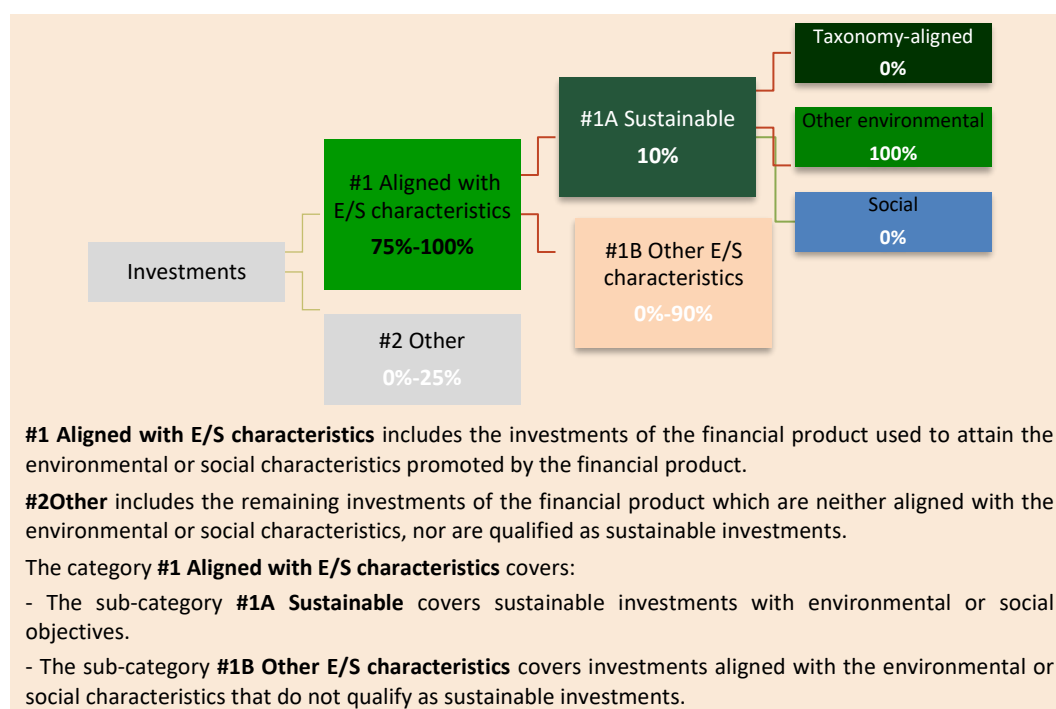 Taxonomy-aligned
0%
#1A Sustainable
10%
Other environmental
100%
#1 Aligned with
E/S characteristics
75%-100%
Social
0%
#1B Other E/S
characteristics
0%-90%
Investments
#2 Other
0%-25%
#1 Aligned with E/S characteristics includes the investments of the financial product used to attain the
environmental or social characteristics promoted by the financial product.
#2Other includes the remaining investments of the financial product which are neither aligned with the
environmental or social characteristics, nor are qualified as sustainable investments.
The category #1 Aligned with E/S characteristics covers:
- The sub-category #1A Sustainable covers sustainable investments with environmental or social
objectives.
- The sub-category #1B Other E/S characteristics covers investments aligned with the environmental or
social characteristics that do not qualify as sustainable investments.